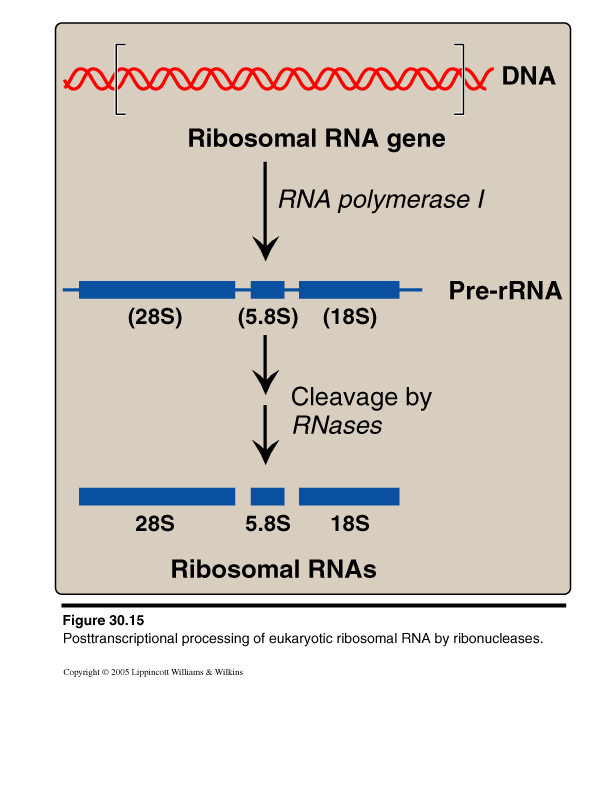 DNA
Ribosomal RNA gene
RNA polymerase I
Pre-rRNA
(28S) (5.8S) (18S)
Cleavage by
RNases
28S 5.8S 18S
Ribosomal RNAs
Figure 30.15
Posttranscriptional processing of eukaryotic ribosomal RNA by ribonucleases.
Copyright © 2005 Lippincott Williams & Wilkins